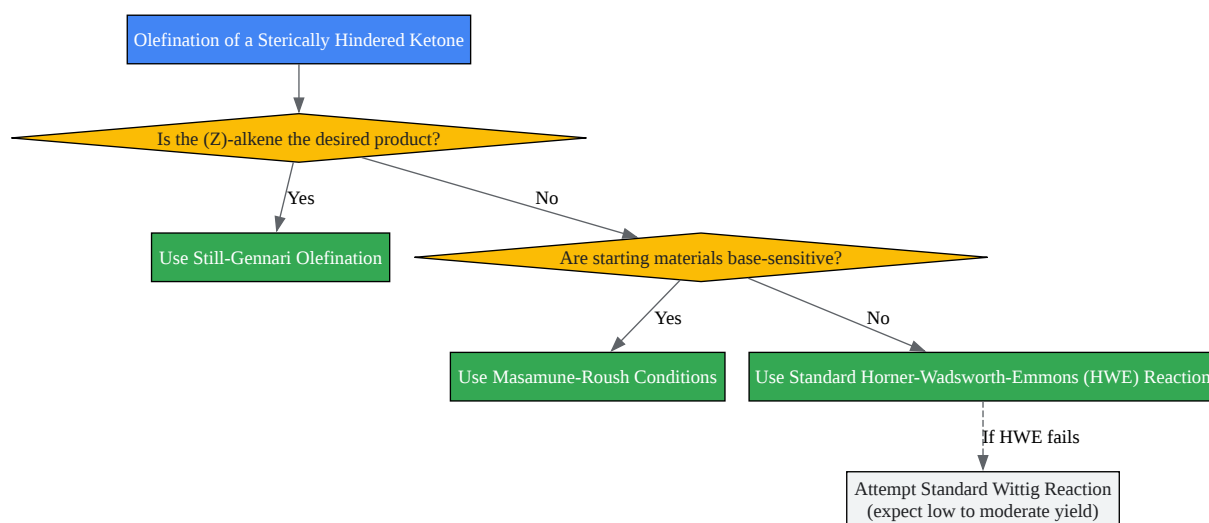 Olefination of a Sterically Hindered Ketone
Is the (Z)-alkene the desired product?
Yes
No
Use Still-Gennari Olefination
Are starting materials base-sensitive?
Yes
No
Use Masamune-Roush Conditions
Use Standard Horner-Wadsworth-Emmons (HWE) Reaction
If HWE fails
Attempt Standard Wittig Reaction
(expect low to moderate yield)